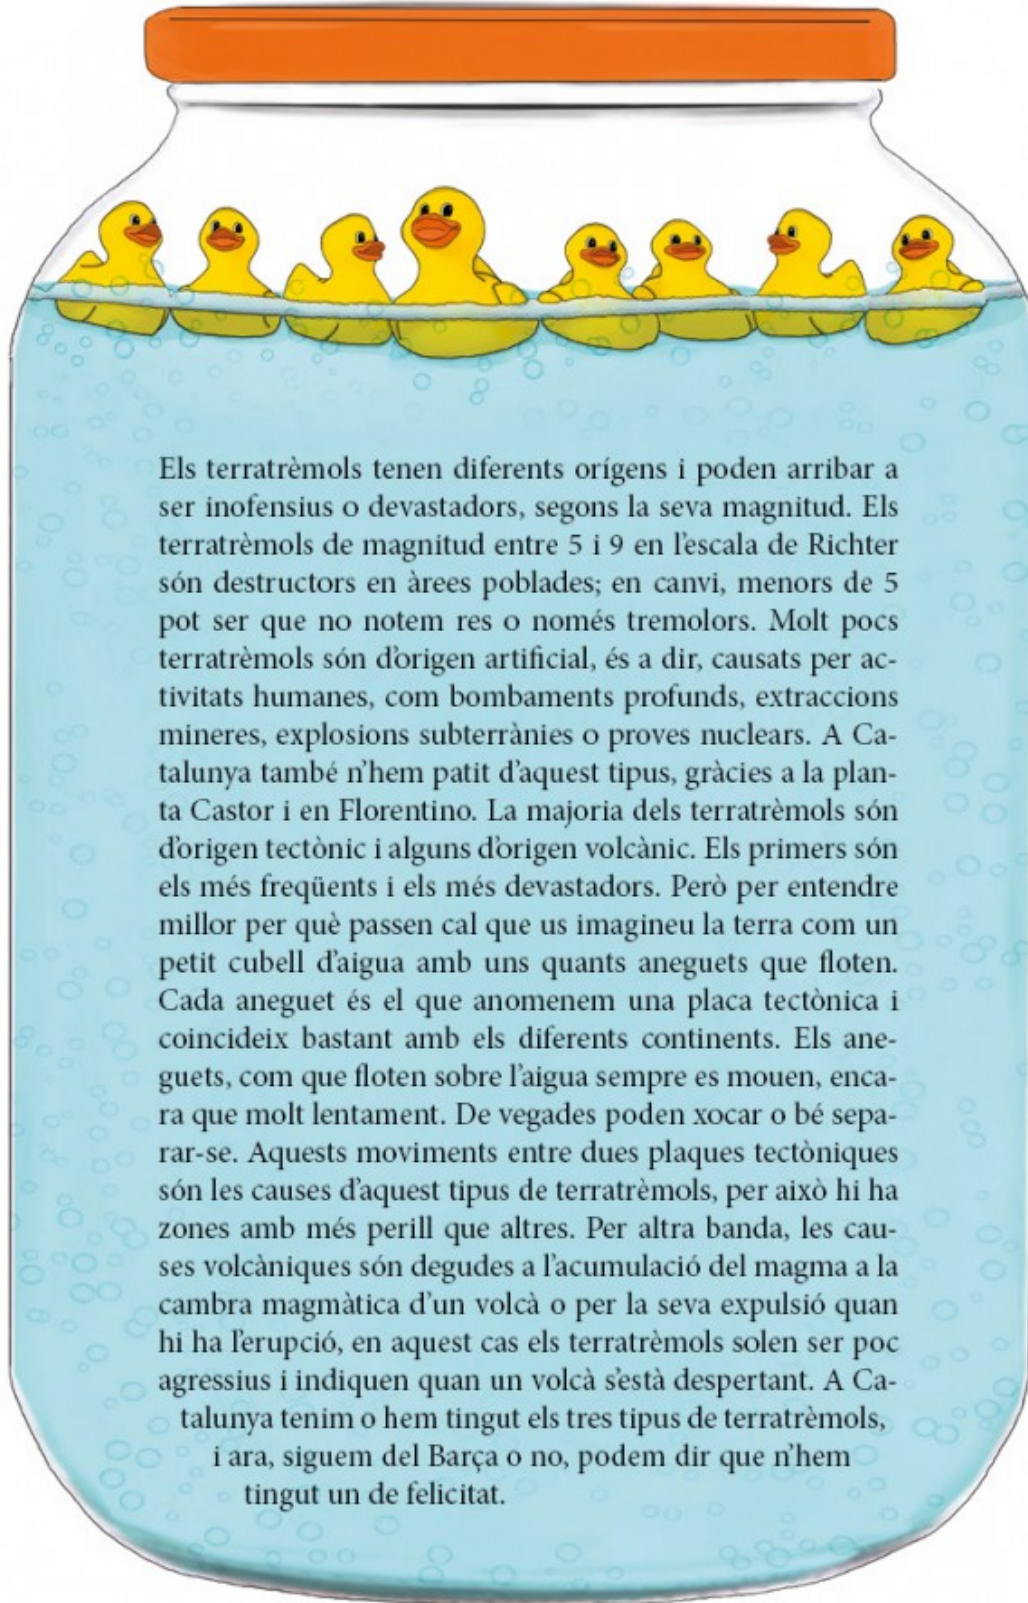 Els terratrèmols tenen diferents orígens i poden arribar a
ser inofensius o devastadors, segons la seva magnitud. Els
terratrèmols de magnitud entre 5 i 9 en l'escala de Richter
són destructors en àrees poblades; en canvi, menors de 5
pot ser que no notem res o només tremolors. Molt pocs
terratrèmols són d'origen artificial, és a dir, causats per ac-
tivitats humanes, com bombaments profunds, extraccions
mineres, explosions subterrànies o proves nuclears. A Ca-
talunya també n'hem patit d'aquest tipus, gràcies a la plan-
ta Castor i en Florentino. La majoria dels terratrèmols són
d'origen tectònic i alguns d'origen volcànic. Els primers són
els més freqüents i els més devastadors. Però per entendre
millor per què passen cal que us imagineu la terra com un
petit cubell d'aigua amb uns quants aneguets que floten.
Cada aneguet és el que anomenem una placa tectònica i
coincideix bastant amb els diferents continents. Els ane-
guets, com que floten sobre l'aigua sempre es mouen, enca-
ra que molt lentament. De vegades poden xocar o bé sepa-
rar-se. Aquests moviments entre dues plaques tectòniques
són les causes d'aquest tipus de terratrèmols, per això hi ha
zones amb més perill que altres. Per altra banda, les cau-
ses volcàniques són degudes a l'acumulació del magma a la
cambra magmàtica d'un volcà o per la seva expulsió quan
hi ha l'erupció, en aquest cas els terratrèmols solen ser poc
agressius i indiquen quan un volcà s'està despertant. A Ca-
talunya tenim o hem tingut els tres tipus de terratrèmols,
i ara, siguem del Barça o no, podem dir que n'hem
tingut un de felicitat.